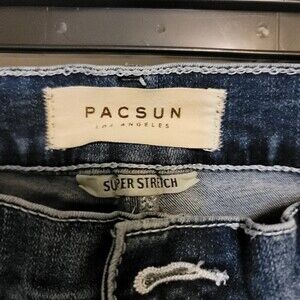 PACSUN
LOS ANGELES
SUPER STRETCH